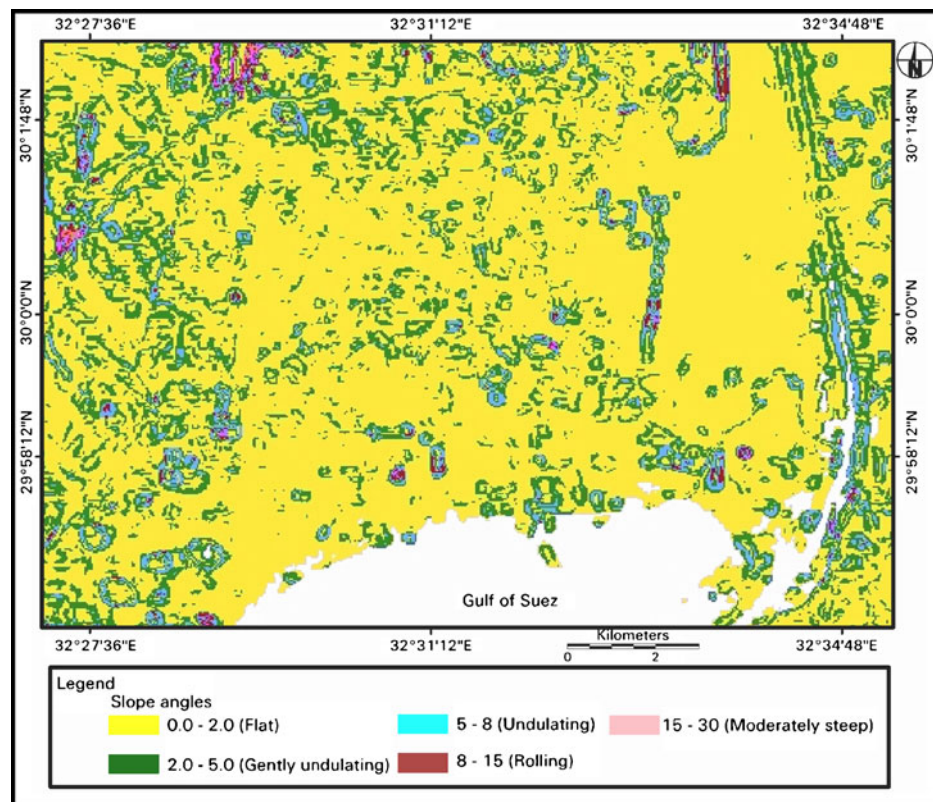 32°27'36"E 32°31'12"E 32°34'48"E
N
30°1'48"N 30°1'48"N
30°0'0"N 30°0'0"N
29°58'12"N 29°58'12"N
Gulf of Suez
32°27'36"E 32°31'12"E 32°34'48"E
Kilometers
0 2
Legend
Slope angles
0.0 - 2.0 (Flat) 5 - 8 (Undulating) 15 - 30 (Moderately steep)
2.0 - 5.0 (Gently undulating) 8 - 15 (Rolling)